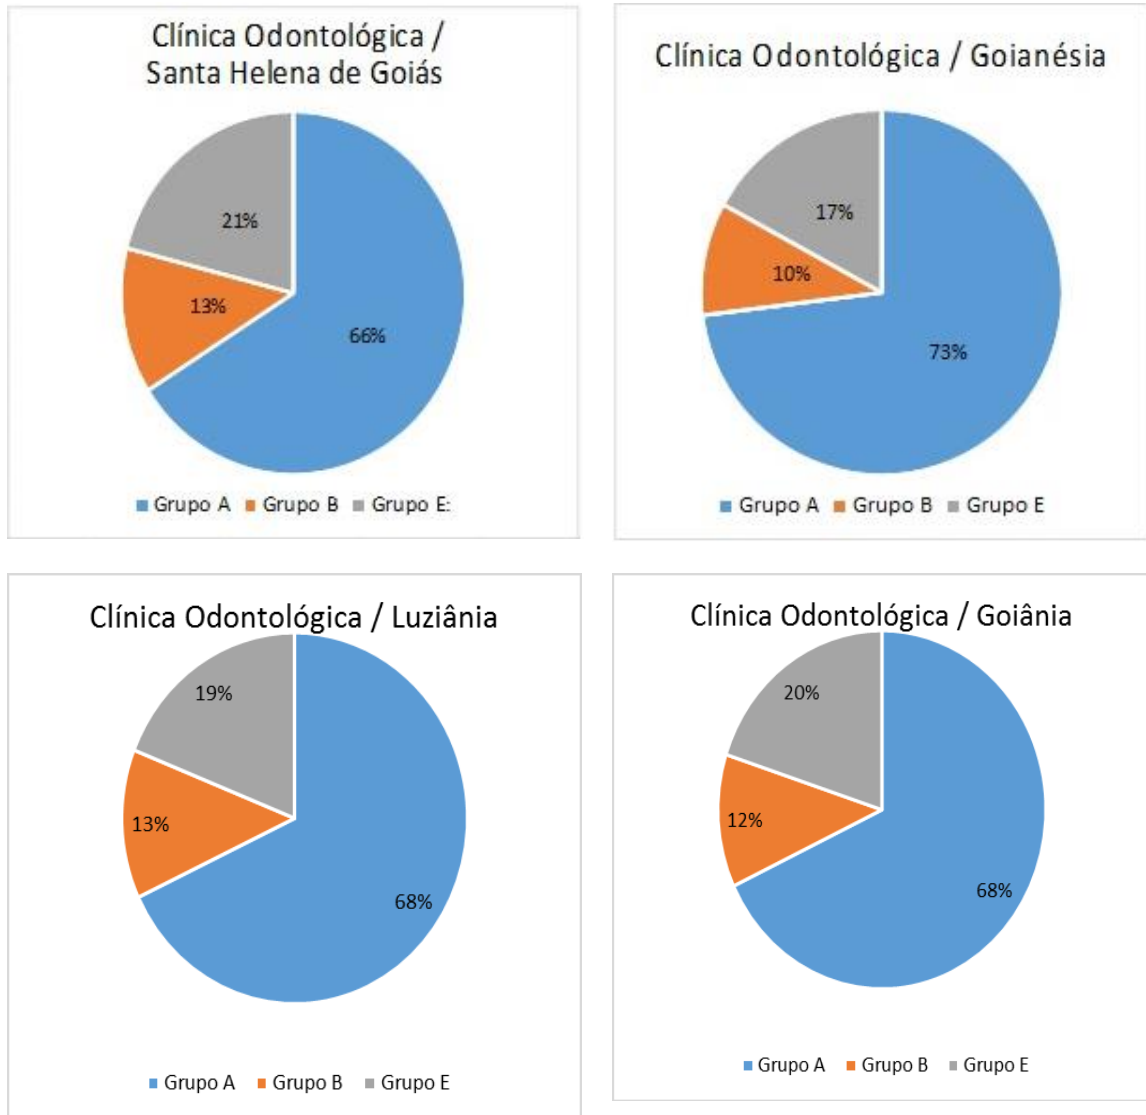 Clínica Odontológica /
Santa Helena de Goiás
21%
13%
66%
Grupo A Grupo B Grupo E:
Clínica Odontológica / Goianésia
17%
10%
73%
Grupo A Grupo B Grupo E
Clínica Odontológica / Luziânia
19%
13%
68%
Grupo A Grupo B Grupo E
Clínica Odontológica / Goiânia
20%
12%
68%
Grupo A Grupo B Grupo E